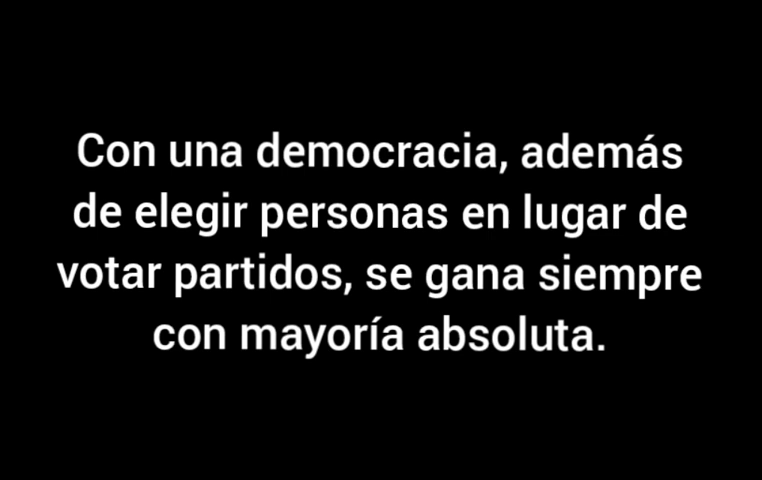 Con una democracia, además
de elegir personas en lugar de
votar partidos, se gana siempre
con mayoría absoluta.